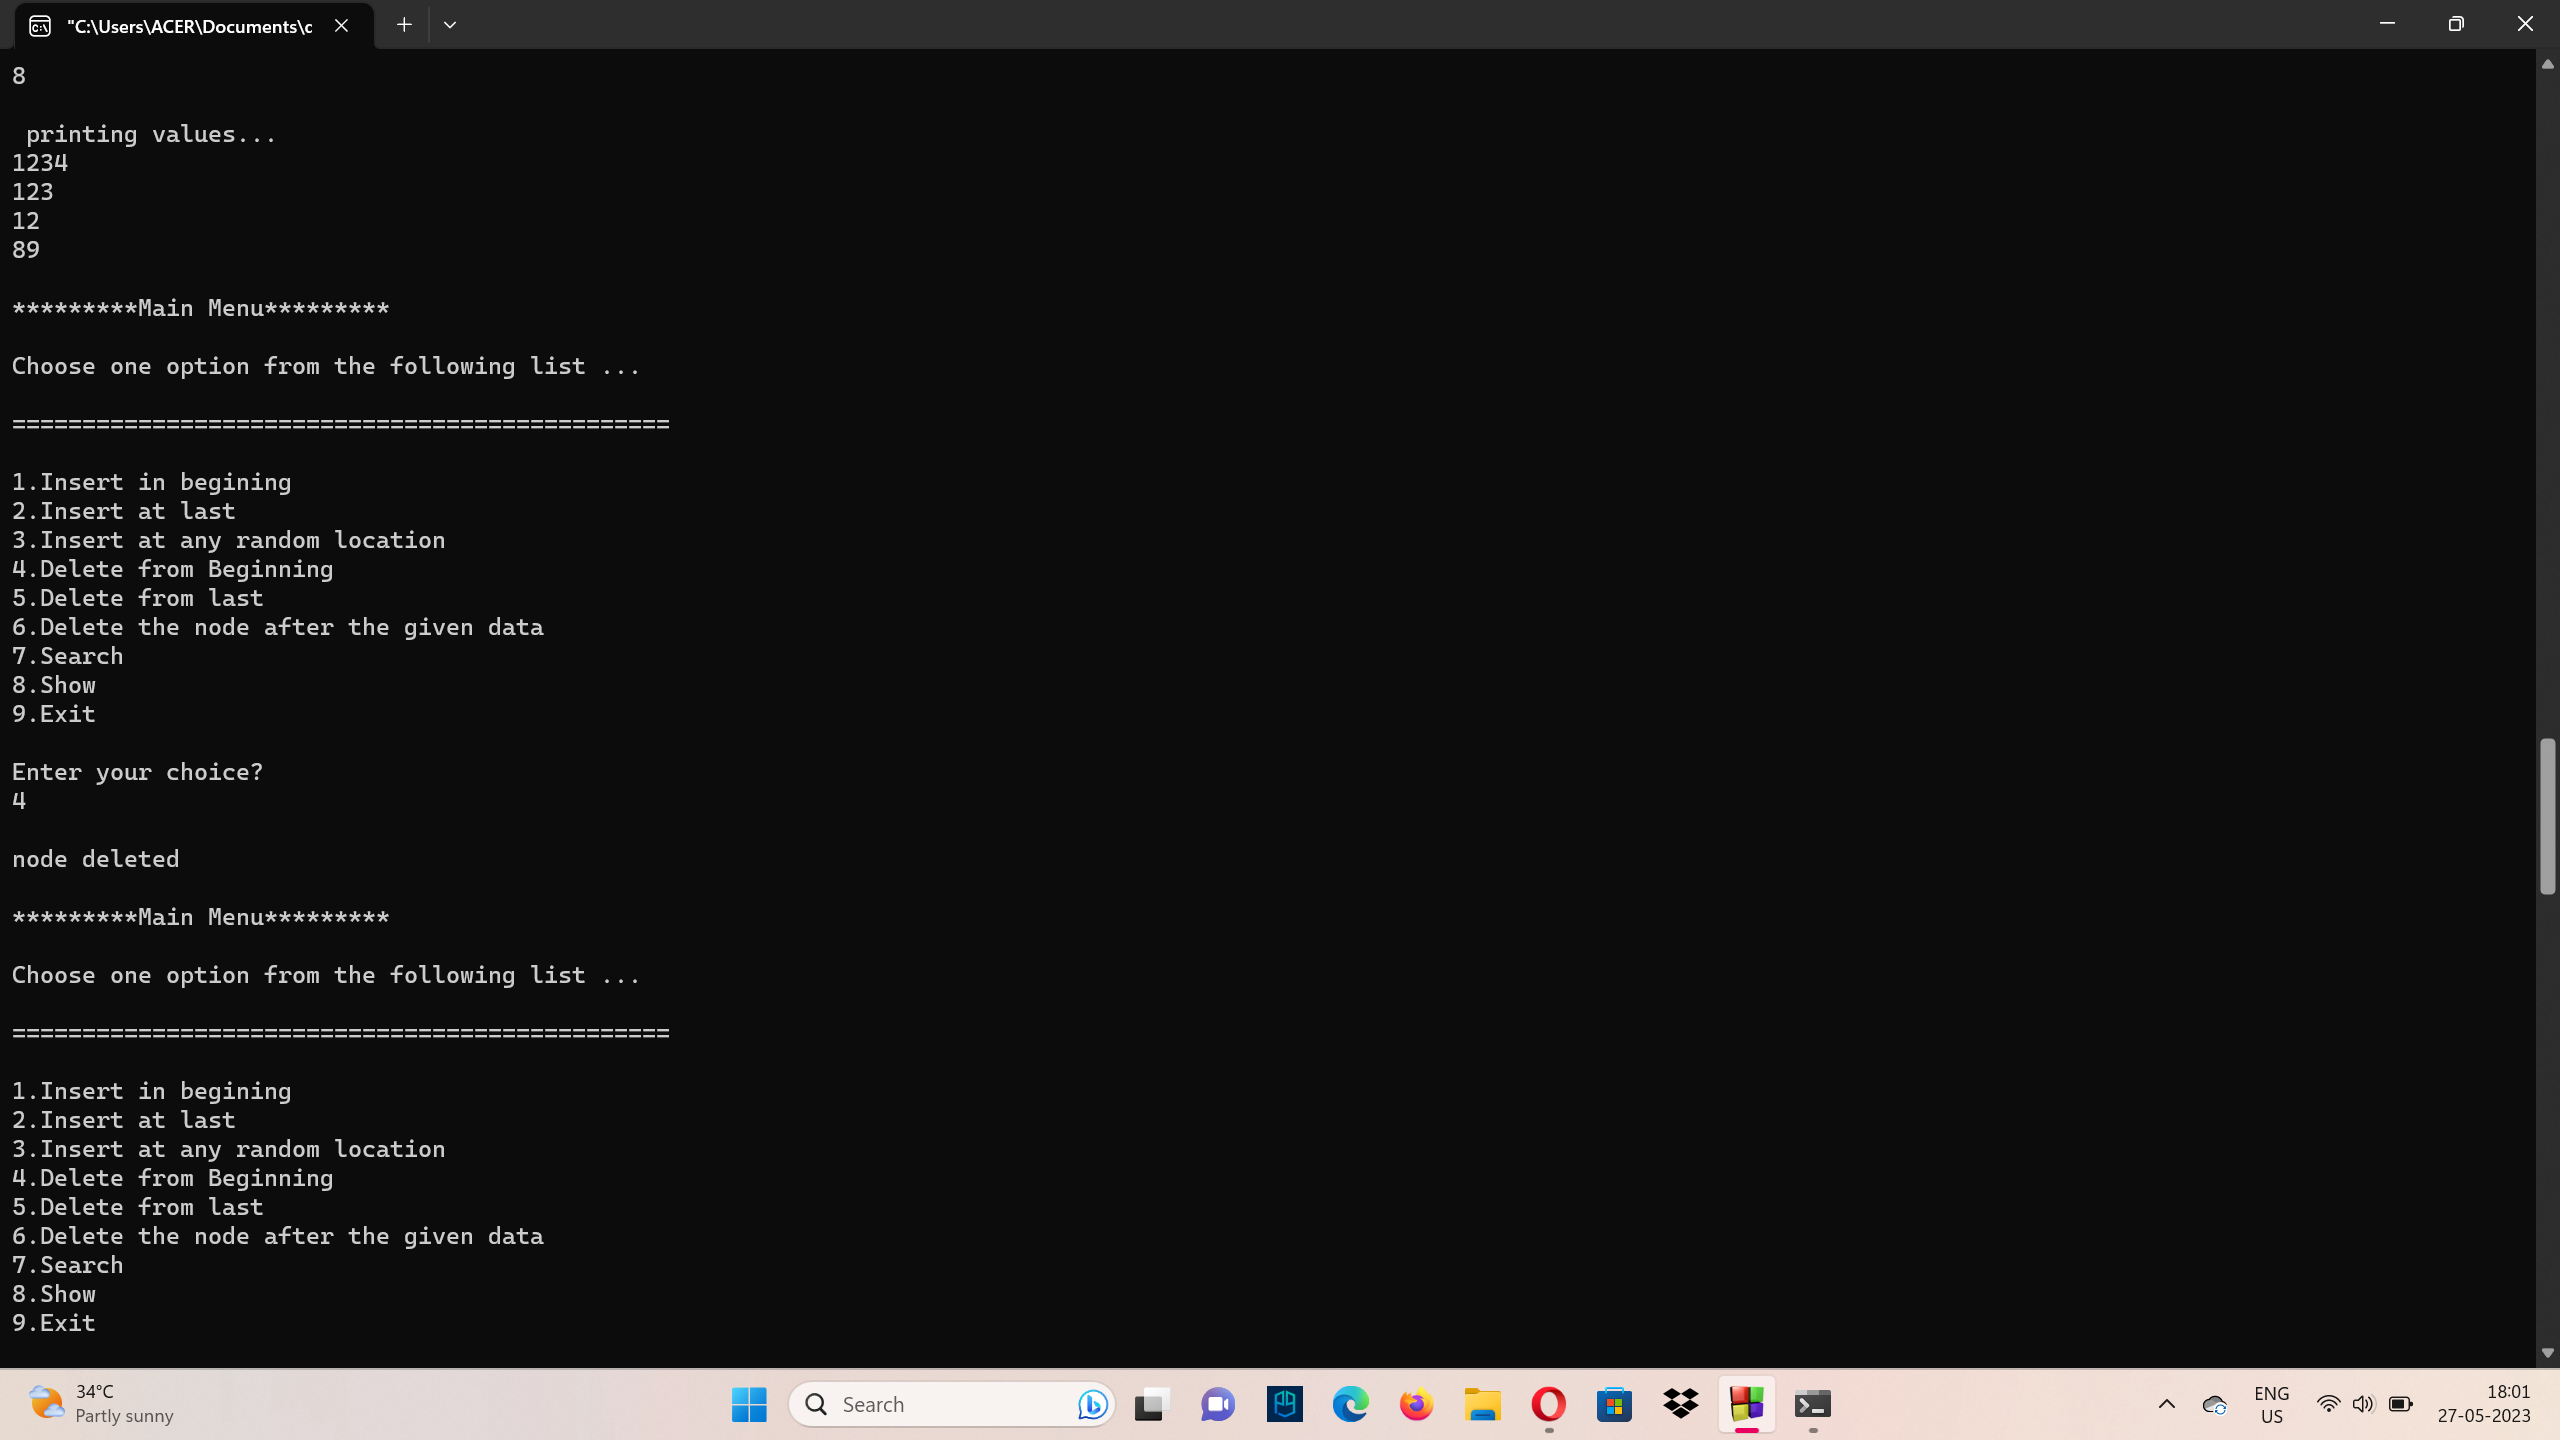 "C:\Users\ACER\Documents\c
8
printing values...
1234
123
12
89
*********Main Menu*********
Choose one option from the following list ...
===============================================
1.Insert in begining
2.Insert at last
3.Insert at any random location
4.Delete from Beginning
5.Delete from last
6.Delete the node after the given data
7.Search
8.Show
9.Exit
Enter your choice?
4
node deleted
*********Main Menu*********
Choose one option from the following list ...
===============================================
1.Insert in begining
2.Insert at last
3.Insert at any random location
4.Delete from Beginning
5.Delete from last
6.Delete the node after the given data
7.Search
8.Show
9.Exit
34°C
Partly sunny
Search
ENG
US
18:01
27-05-2023